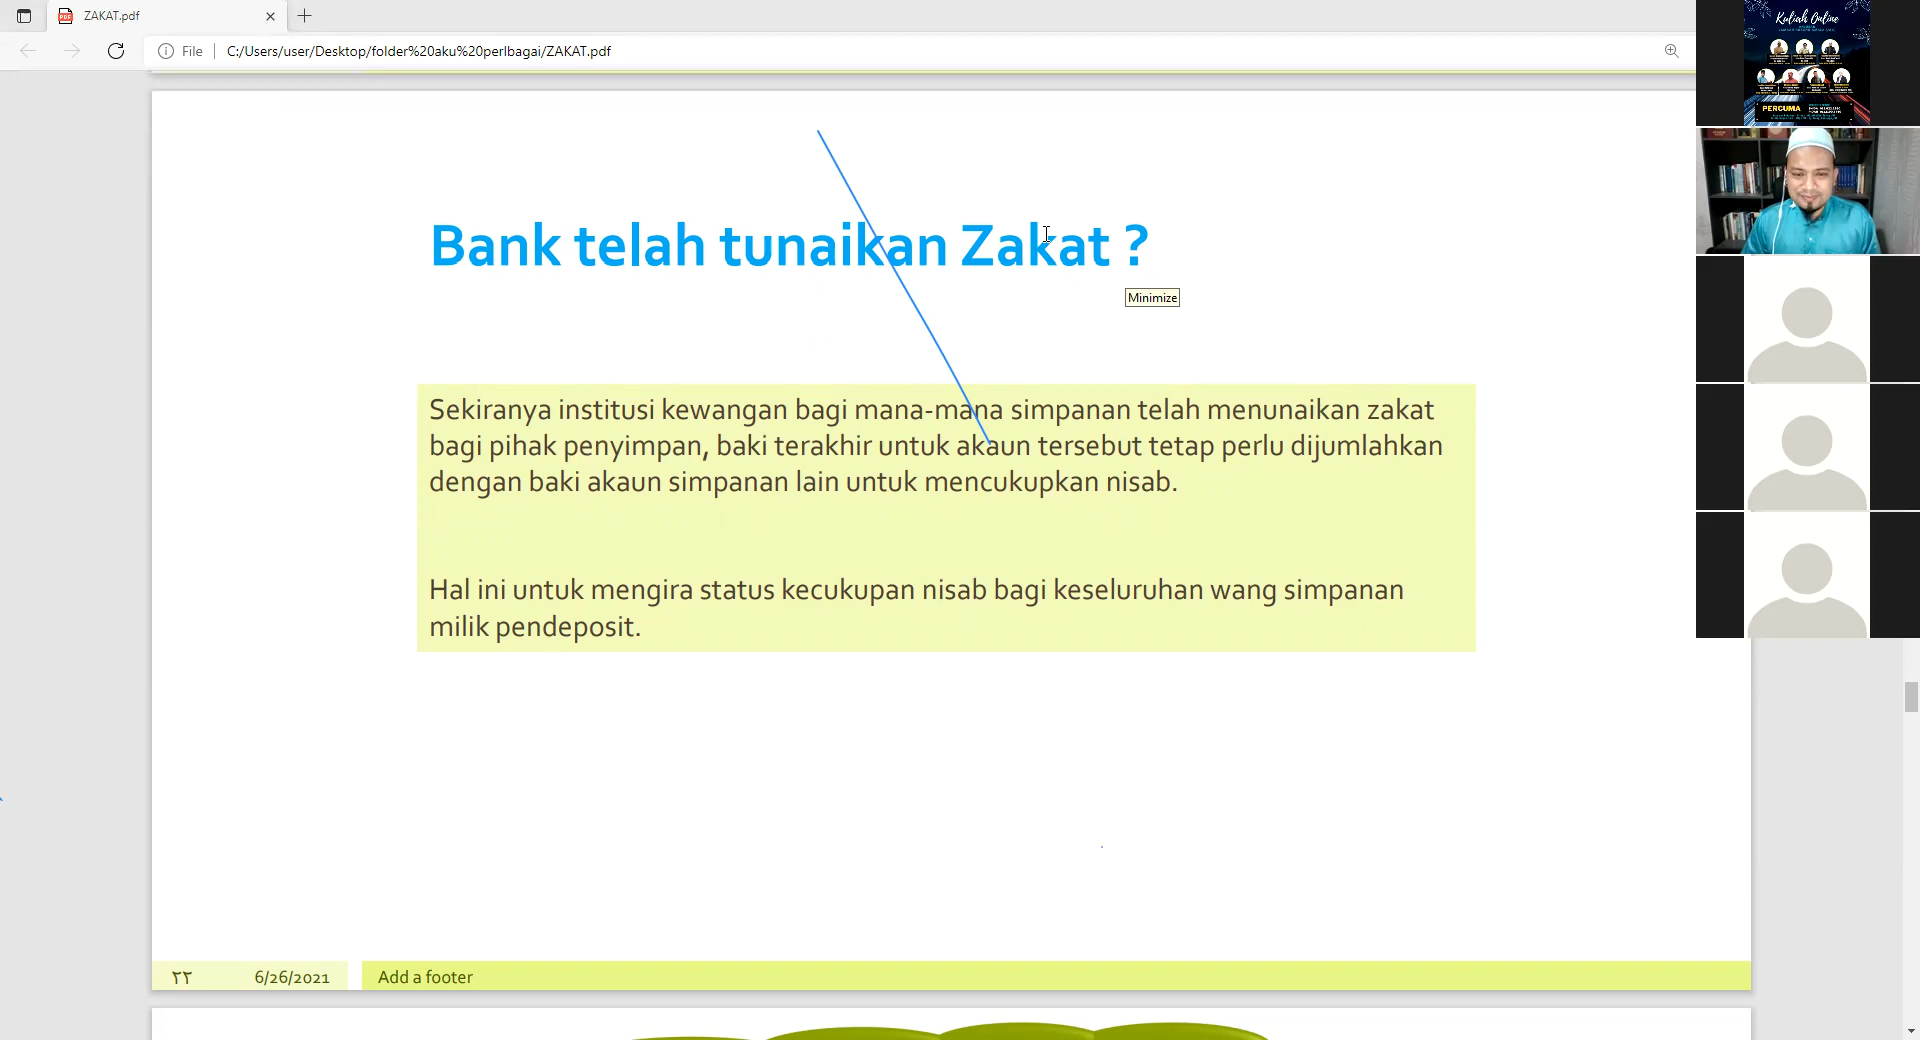 ZAKAT.pdf
File
C:/Users/user/Desktop/folder%20aku%20perlbagai/ZAKAT.pdf
Kuliah Online
PERCUMA
Bank telah tunaikan Zakat ?
Minimize
Sekiranya institusi kewangan bagi mana-mana simpanan telah menunaikan zakat
bagi pihak penyimpan, baki terakhir untuk akaun tersebut tetap perlu dijumlahkan
dengan baki akaun simpanan lain untuk mencukupkan nisab.
Hal ini untuk mengira status kecukupan nisab bagi keseluruhan wang simpanan
milik pendeposit.
٢٢
6/26/2021
Add a footer